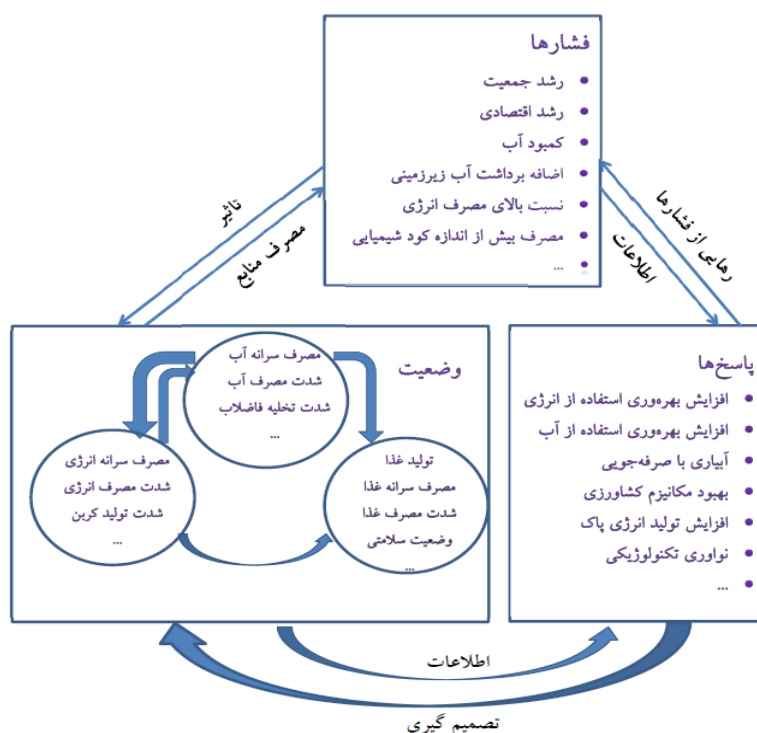 فشارها
• رشد جمعیت
• رشد اقتصادی
• کمبود آب
• اضافه برداشت آب زیرزمینی
• نسبت بالای مصرف انرژی
• مصرف بیش از اندازه کود شیمیایی
• ...
رهایی از فشارها
اطلاعات
تاثیر
مصرف منابع
پاسخ‌ها
• افزایش بهره‌وری استفاده از انرژی
• افزایش بهره‌وری استفاده از آب
• آبیاری با صرفه‌جویی
• بهبود مکانیزم کشاورزی
• افزایش تولید انرژی پاک
• نواوری تکنولوژیکی
• ...
وضعیت
مصرف سرانه آب
شدت مصرف آب
شدت تخلیه فاضلاب
...
تولید غذا
مصرف سرانه غذا
شدت مصرف غذا
وضعیت سلامتی
...
مصرف سرانه انرژی
شدت مصرف انرژی
شدت تولید کربن
...
اطلاعات
تصمیم گیری